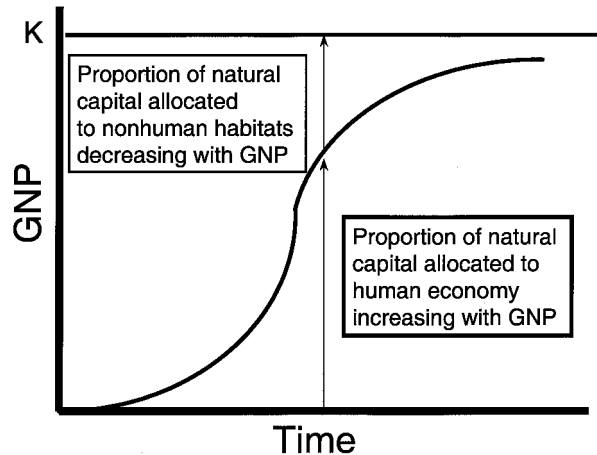 K
Proportion of natural
capital allocated
to nonhuman habitats
decreasing with GNP
GNP
Proportion of natural
capital allocated to
human economy
increasing with GNP
Time